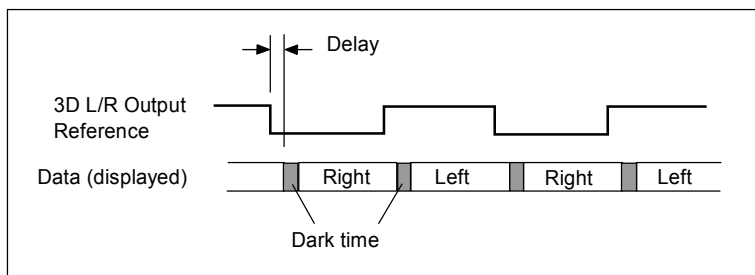 Delay
3D L/R Output
Reference
Data (displayed)
Right
Left
Right
Left
Dark time